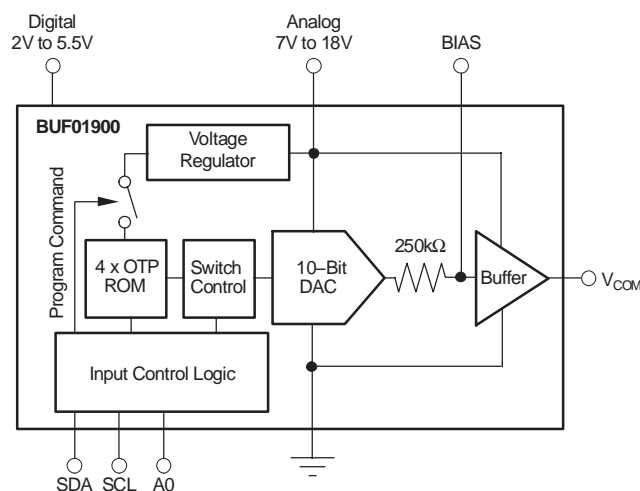 Digital
2V to 5.5V
Analog
7V to 18V
BIAS
BUF01900
Voltage
Regulator
Program Command
4 x OTP
ROM
Switch
Control
10–Bit
DAC
250kΩ
Buffer
VCOM
Input Control Logic
SDA
SCL
A0